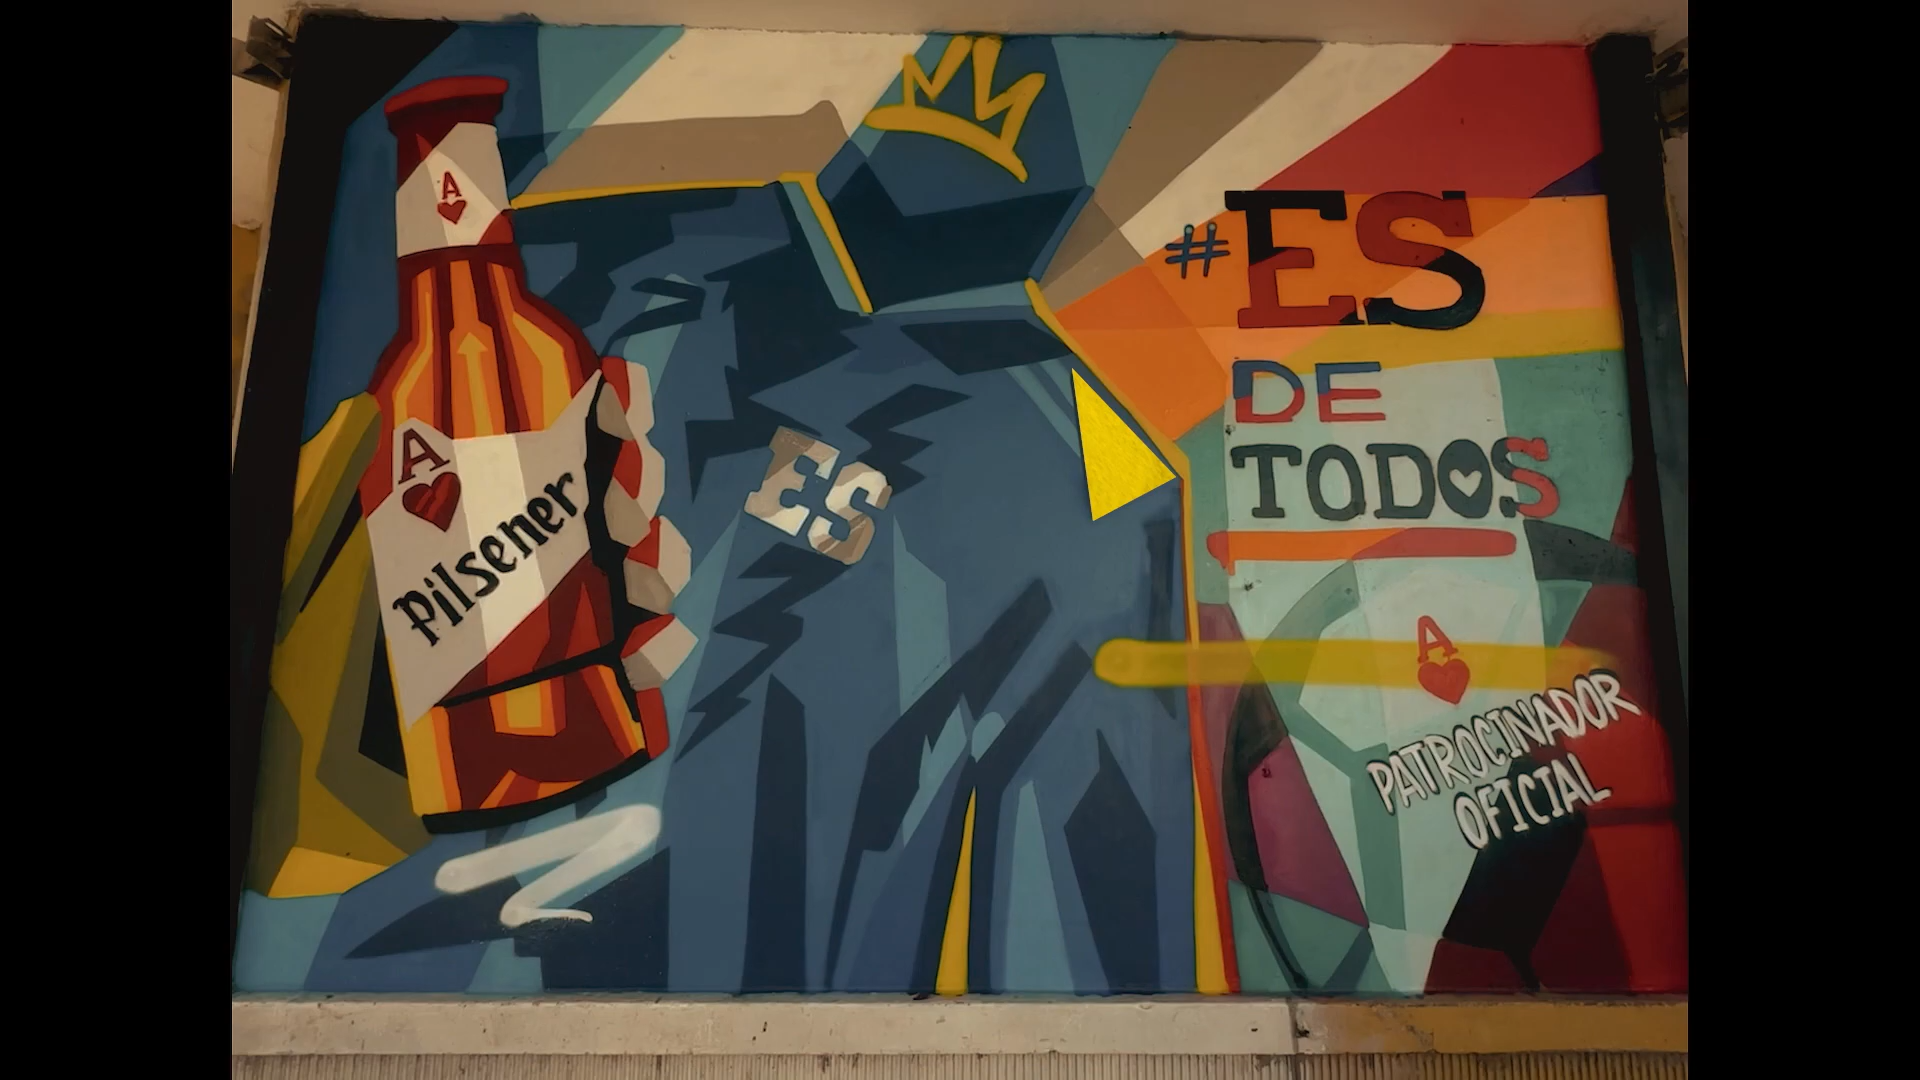 A
A
Pilsener
ES
#ES
DE
TODOS
A
PATROCINADOR
OFICIAL